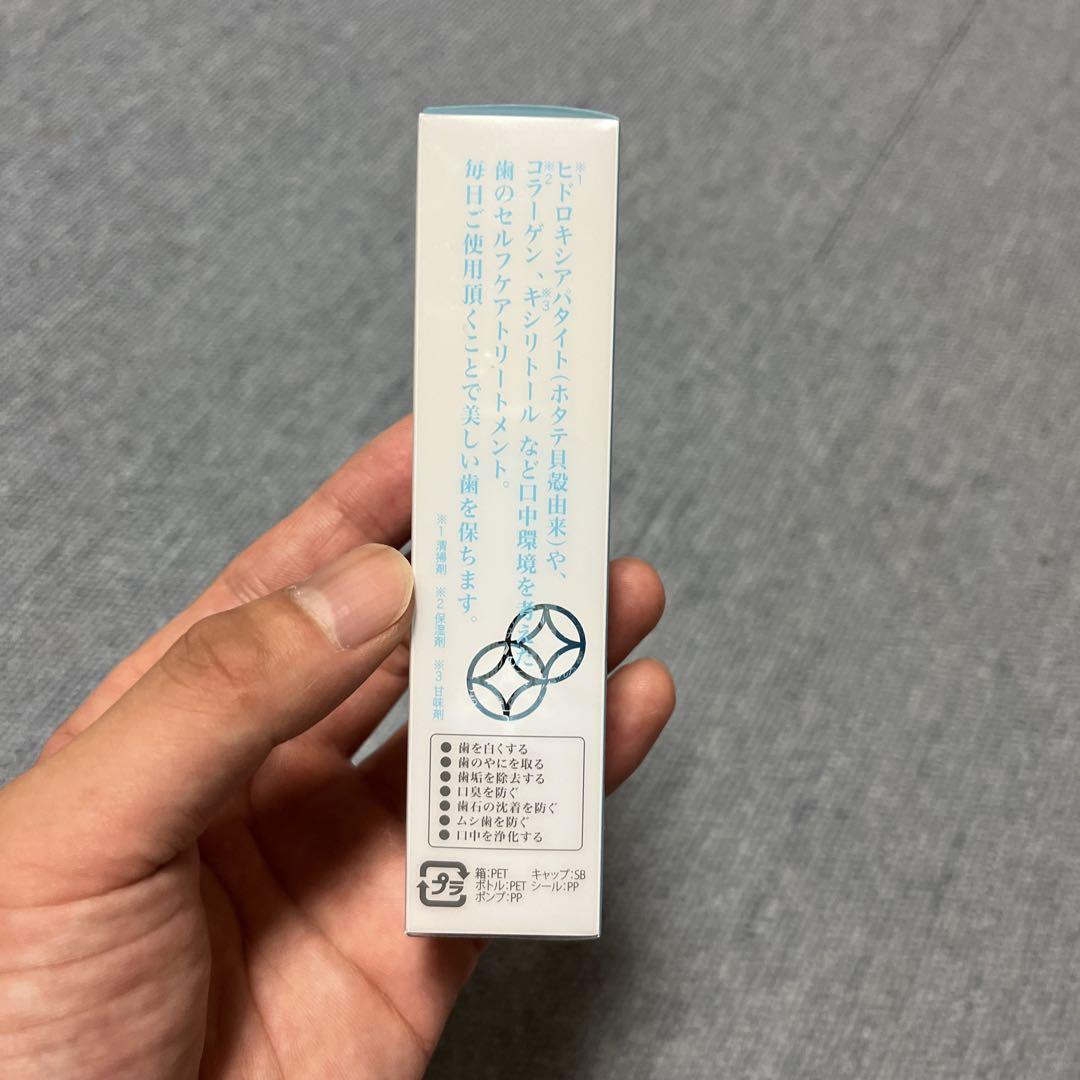 ※1
ヒドロキシアパタイト(ホタテ貝殻由来)や、
※2 ※3
コラーゲン、キシリトール など口中環境を考えた
歯のセルフケアトリートメント。
毎日ご使用頂くことで美しい歯を保ちます。
※1 清掃剤 ※2 保湿剤 ※3 甘味剤
● 歯を白くする
● 歯のやにを取る
● 歯垢を除去する
● 口臭を防ぐ
● 歯石の沈着を防ぐ
● ムシ歯を防ぐ
● 口中を浄化する
プラ
箱:PET キャップ:SB
ボトル:PET シール:PP
ポンプ:PP